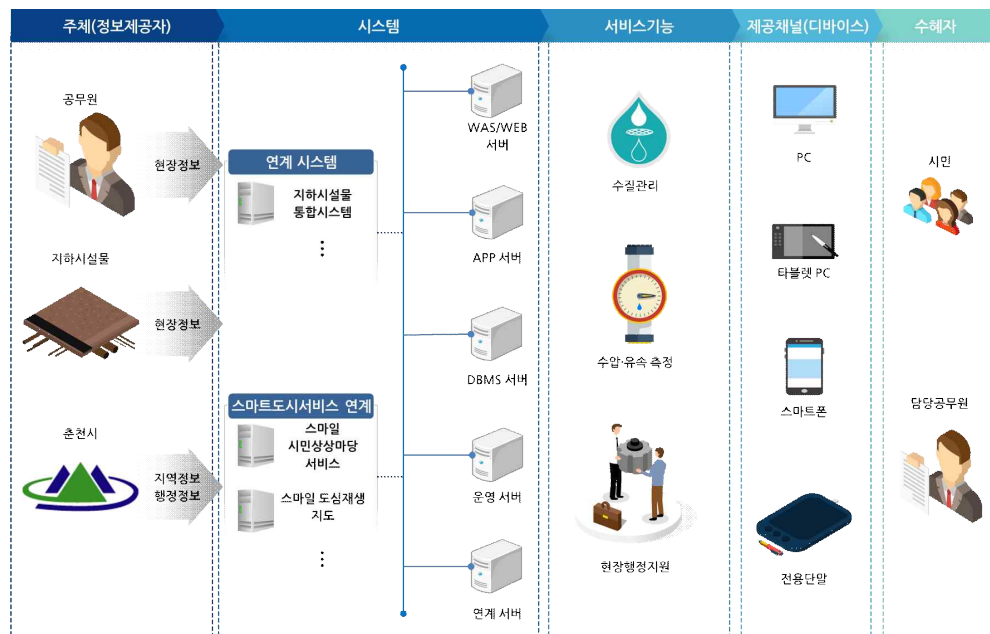 주체(정보제공자)
시스템
서비스기능
제공채널(디바이스)
수혜자
공무원
현장정보
지하시설물
현장정보
춘천시
지역정보
행정정보
연계 시스템
지하시설물
통합시스템
스마트도시서비스 연계
스마일
시민상상마당
서비스
스마일 도심재생
지도
WAS/WEB
서버
APP 서버
DBMS 서버
운영 서버
연계 서버
수질관리
수압·유속 측정
현장행정지원
PC
타블렛 PC
스마트폰
전용단말
시민
담당공무원